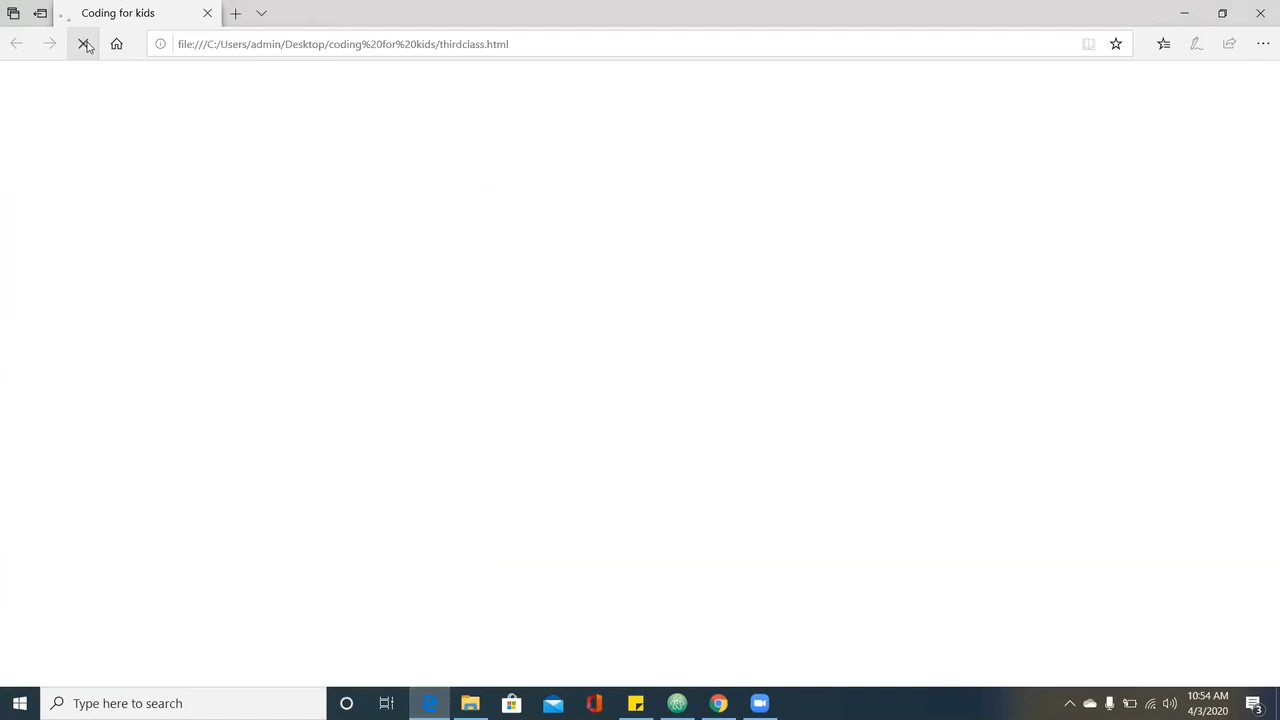 Coding for kids
file:///C:/Users/admin/Desktop/coding%20for%20kids/thirdclass.html
Type here to search
10:54 AM
4/3/2020
3